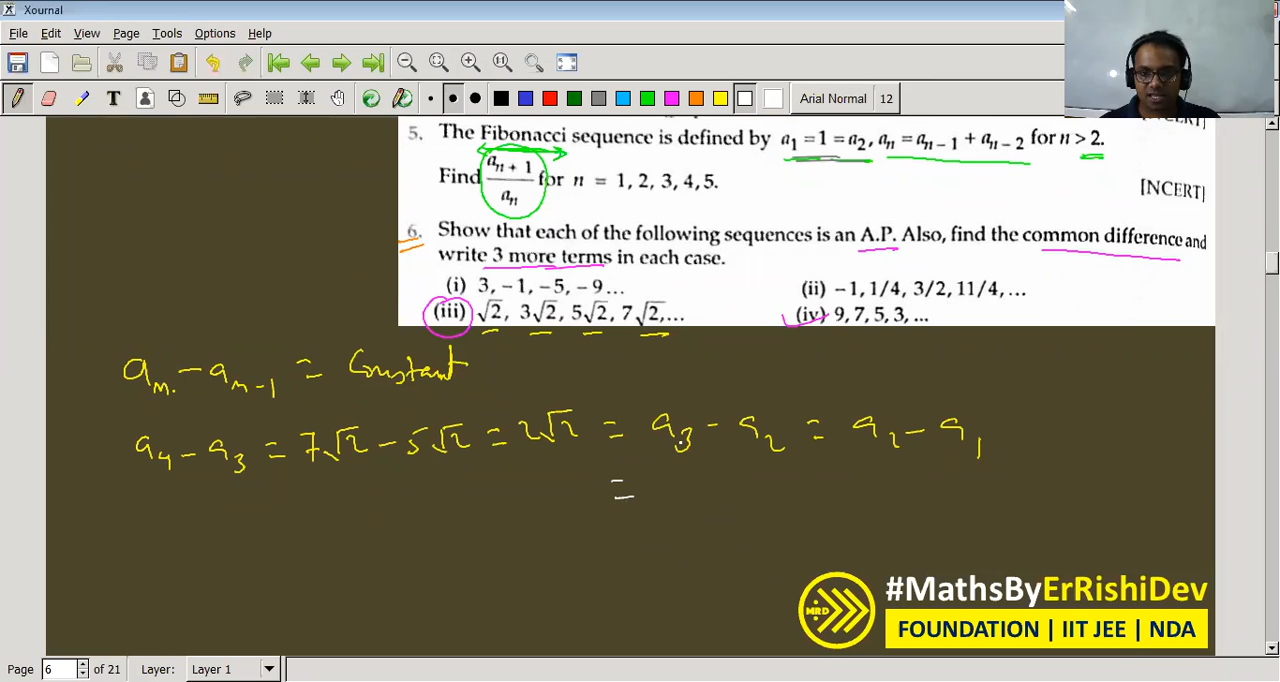 Xournal
File Edit View Page Tools Options Help
Arial Normal 12
5. The Fibonacci sequence is defined by a₁ = 1 = a₂, aₙ = aₙ₋₁ + aₙ₋₂ for n > 2.
Find aₙ₊₁/aₙ for n = 1, 2, 3, 4, 5. [NCERT]
6. Show that each of the following sequences is an A.P. Also, find the common difference and
write 3 more terms in each case.
(i) 3, −1, −5, −9... (ii) −1, 1/4, 3/2, 11/4, ...
(iii) √2, 3√2, 5√2, 7√2,... (iv) 9, 7, 5, 3, ...
aₙ. − aₙ₋₁ = Constant
a₄ − a₃ = 7√2 − 5√2 = 2√2 = a₃ − a₂ = a₂ − a₁
=
MRD
#MathsByErRishiDev
FOUNDATION | IIT JEE | NDA
Page 6 of 21 Layer: Layer 1